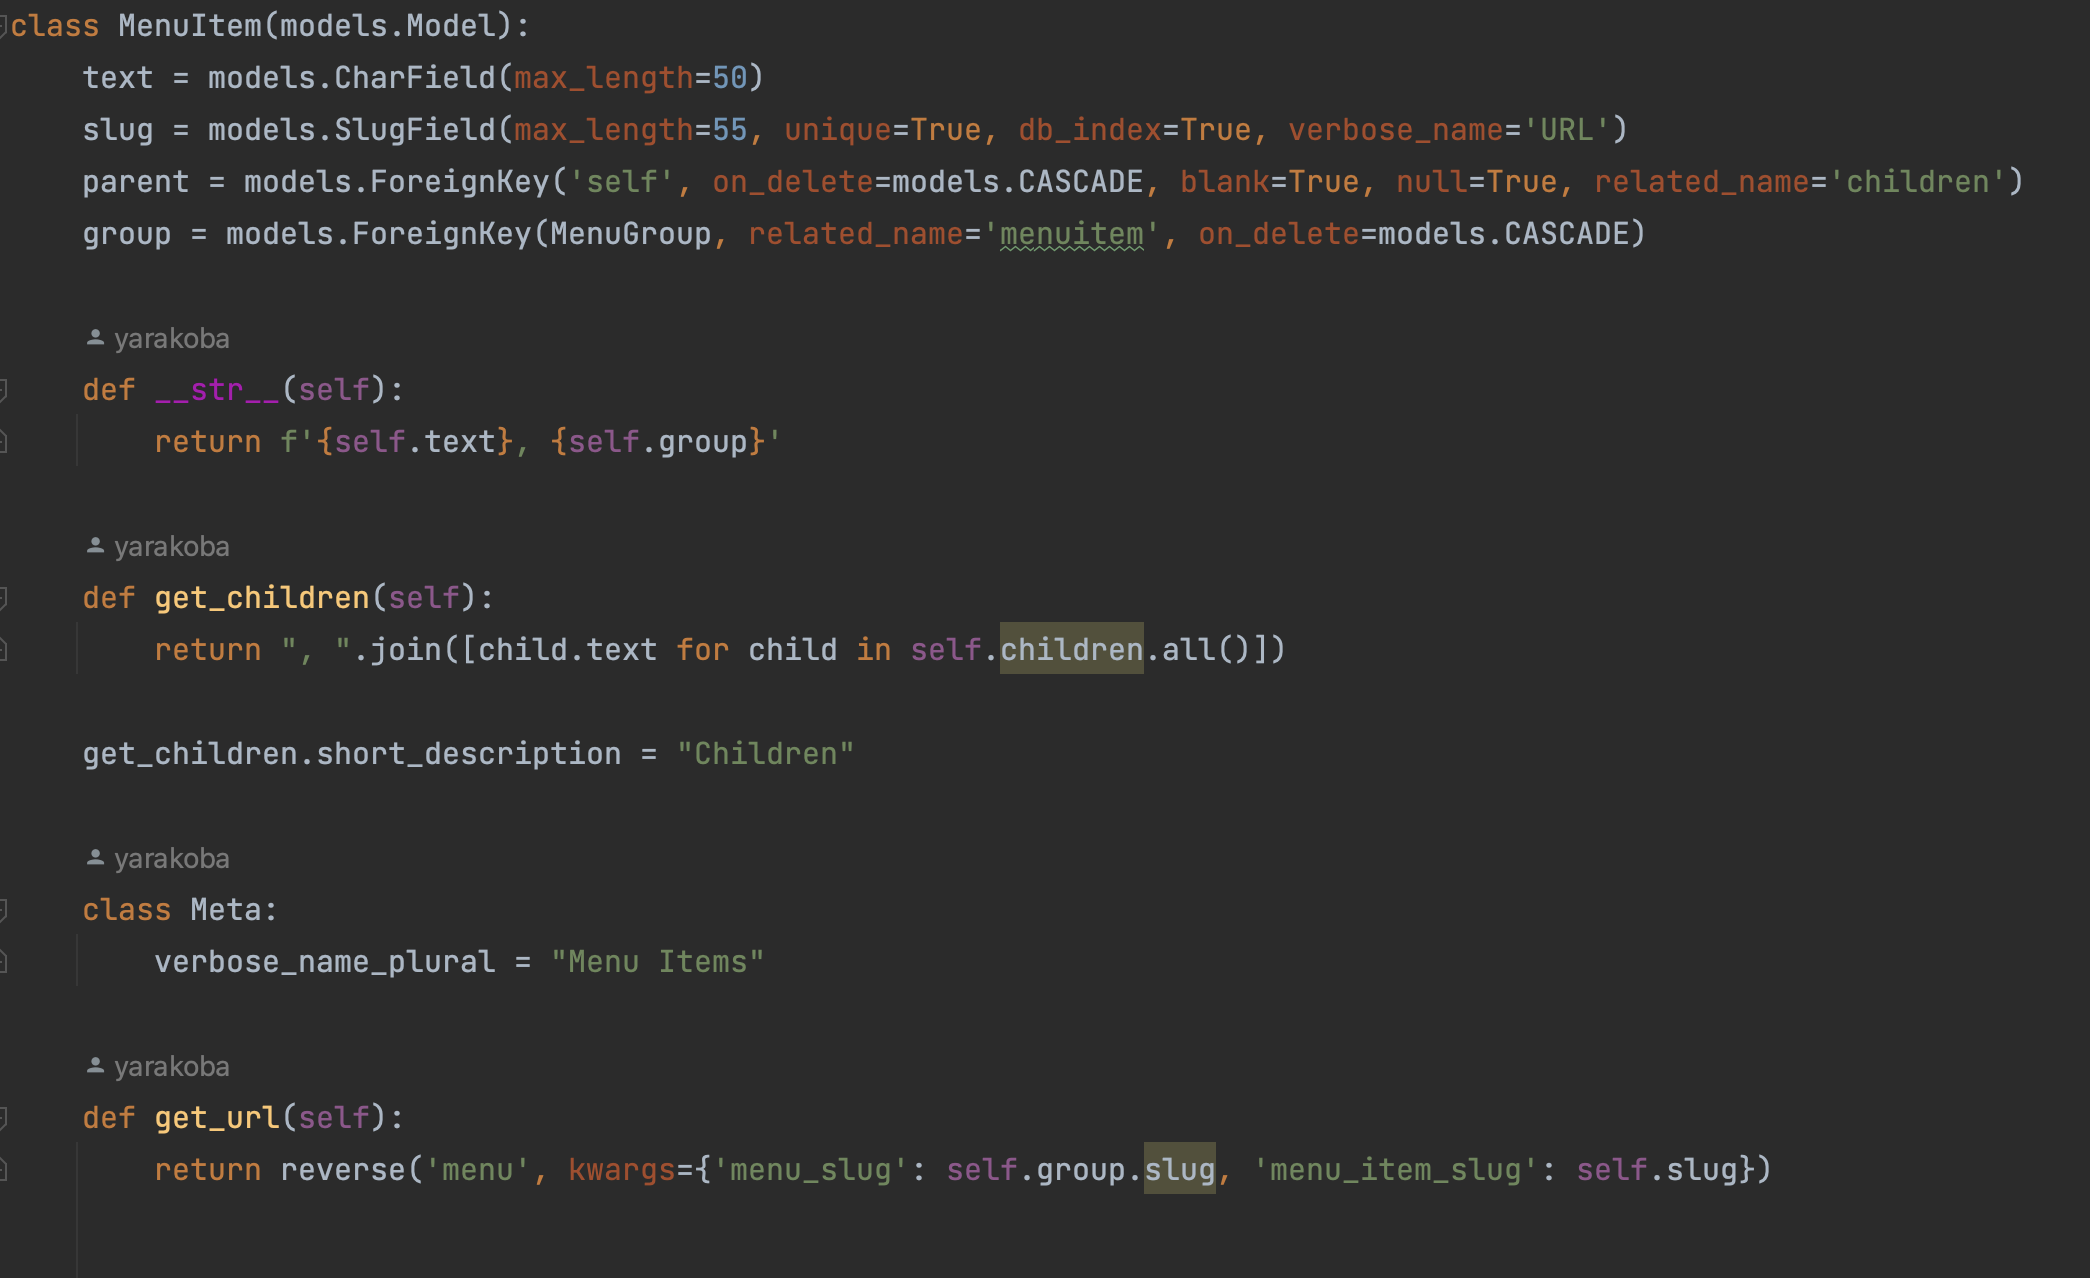 class MenuItem(models.Model):
    text = models.CharField(max_length=50)
    slug = models.SlugField(max_length=55, unique=True, db_index=True, verbose_name='URL')
    parent = models.ForeignKey('self', on_delete=models.CASCADE, blank=True, null=True, related_name='children')
    group = models.ForeignKey(MenuGroup, related_name='menuitem', on_delete=models.CASCADE)
    yarakoba
    def __str__(self):
        return f'{self.text}, {self.group}'
    yarakoba
    def get_children(self):
        return ", ".join([child.text for child in self.children.all()])
    get_children.short_description = "Children"
    yarakoba
    class Meta:
        verbose_name_plural = "Menu Items"
    yarakoba
    def get_url(self):
        return reverse('menu', kwargs={'menu_slug': self.group.slug, 'menu_item_slug': self.slug})